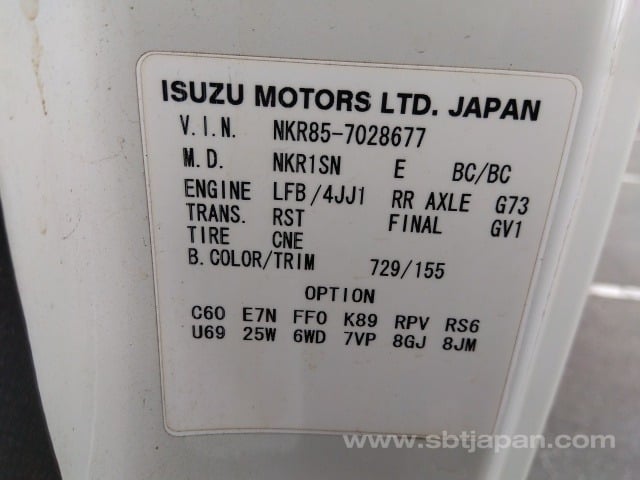 ISUZU MOTORS LTD. JAPAN
V.I.N. NKR85-7028677
M.D. NKR1SN E BC/BC
ENGINE LFB/4JJ1 RR AXLE G73
TRANS. RST FINAL GV1
TIRE CNE
B.COLOR/TRIM 729/155
OPTION
C60 E7N FF0 K89 RPV RS6
U69 25W 6WD 7VP 8GJ 8JM
www.sbtjapan.com